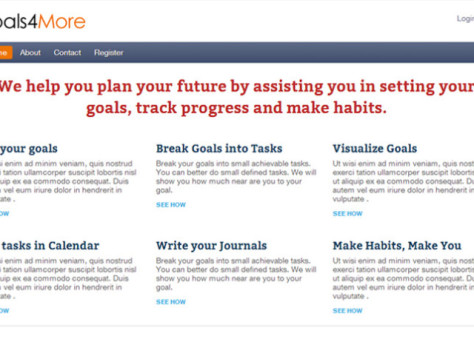 oals4More
Login
me About Contact Register
We help you plan your future by assisting you in setting your
goals, track progress and make habits.
your goals Break Goals into Tasks Visualize Goals
isi enim ad minim veniam, quis nostrud Break your goals into small achievable tasks. Ut wisi enim ad minim veniam, quis nostrud
ci tation ullamcorper suscipit lobortis nisl You can better do small defined tasks. We will exerci tation ullamcorper suscipit lobortis nisl
quip ex ea commodo consequat. Duis show you how much near are you to your ut aliquip ex ea commodo consequat. Duis
m vel eum iriure dolor in hendrerit in goal. autem vel eum iriure dolor in hendrerit in
utate . vulputate .
OW SEE HOW SEE HOW
tasks in Calendar Write your Journals Make Habits, Make You
isi enim ad minim veniam, quis nostrud Break your goals into small achievable tasks. Ut wisi enim ad minim veniam, quis nostrud
ci tation ullamcorper suscipit lobortis nisl You can better do small defined tasks. We will exerci tation ullamcorper suscipit lobortis nisl
quip ex ea commodo consequat. Duis show you how much near are you to your ut aliquip ex ea commodo consequat. Duis
m vel eum iriure dolor in hendrerit in goal. autem vel eum iriure dolor in hendrerit in
utate . vulputate .
OW SEE HOW SEE HOW